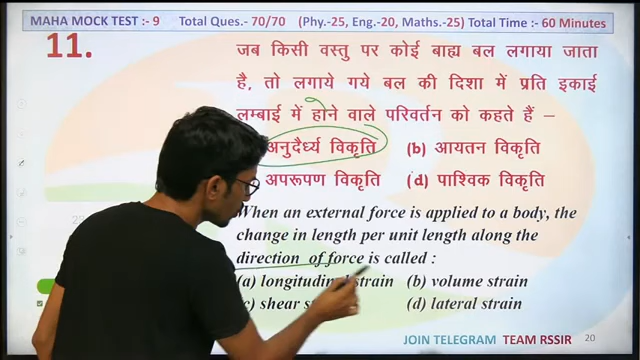 MAHA MOCK TEST :- 9 Total Ques.- 70/70 (Phy.-25, Eng.-20, Maths.-25) Total Time :- 60 Minutes
11. जब किसी वस्तु पर कोई बाह्य बल लगाया जाता
है, तो लगाये गये बल की दिशा में प्रति इकाई
लम्बाई में होने वाले परिवर्तन को कहते हैं –
अनुदैर्ध्य विकृति (b) आयतन विकृति
अपरूपण विकृति (d) पाश्विक विकृति
When an external force is applied to a body, the
change in length per unit length along the
direction of force is called :
(a) longitudinal strain (b) volume strain
(d) lateral strain
JOIN TELEGRAM TEAM RSSIR 20